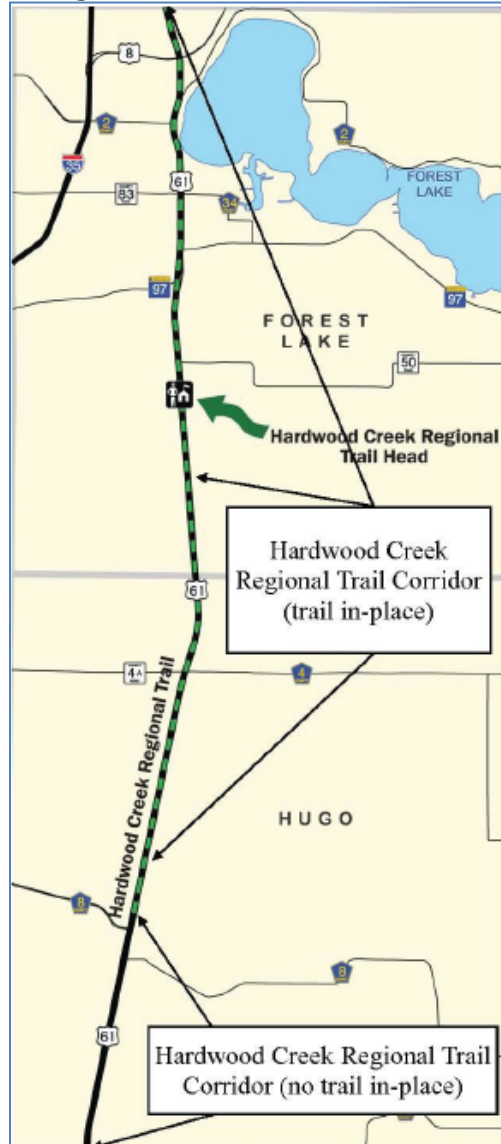 8
2
35
2
61
83
34
FOREST
LAKE
97
97
FOREST
LAKE
50
Hardwood Creek Regional
Trail Head
Hardwood Creek
Regional Trail Corridor
(trail in-place)
61
4A
4
Hardwood Creek Regional Trail
HUGO
8
8
61
Hardwood Creek Regional Trail
Corridor (no trail in-place)